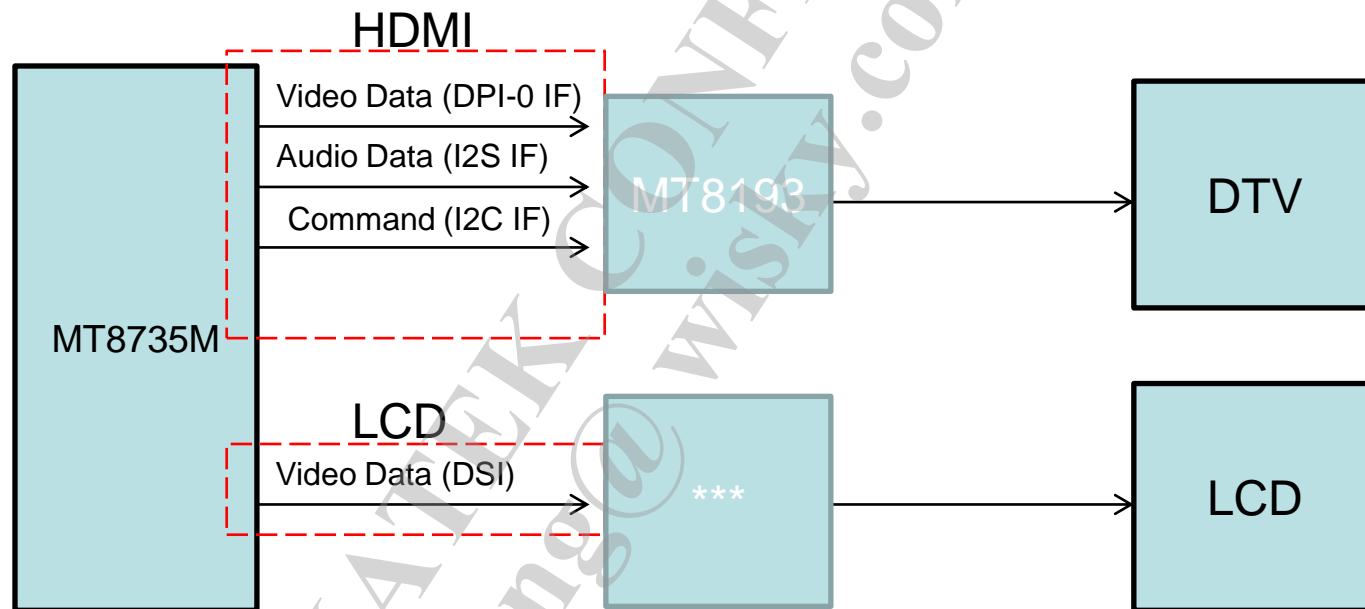 HDMI
Video Data (DPI-0 IF)
Audio Data (I2S IF)
Command (I2C IF)
MT8193
DTV
MT8735M
LCD
Video Data (DSI)
***
LCD